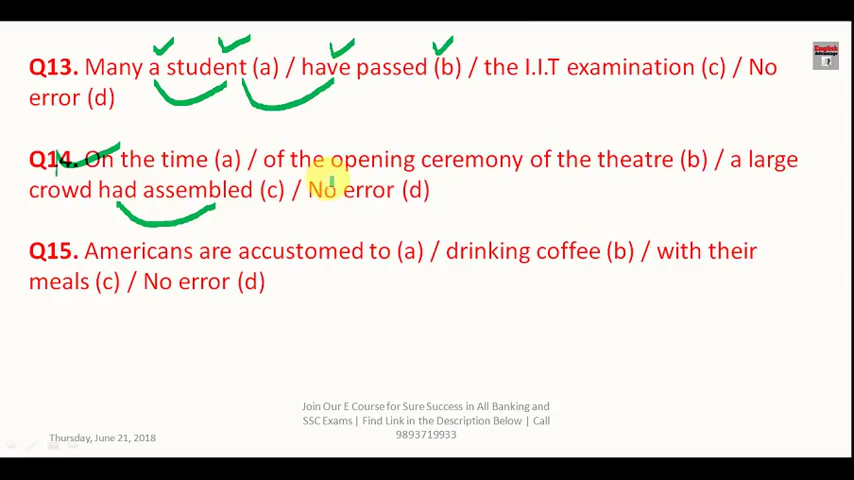 Q13. Many a student (a) / have passed (b) / the I.I.T examination (c) / No
error (d)
Q14. On the time (a) / of the opening ceremony of the theatre (b) / a large
crowd had assembled (c) / No error (d)
Q15. Americans are accustomed to (a) / drinking coffee (b) / with their
meals (c) / No error (d)
Join Our E Course for Sure Success in All Banking and
SSC Exams | Find Link in the Description Below | Call
9893719933
Thursday, June 21, 2018
English
Advantage